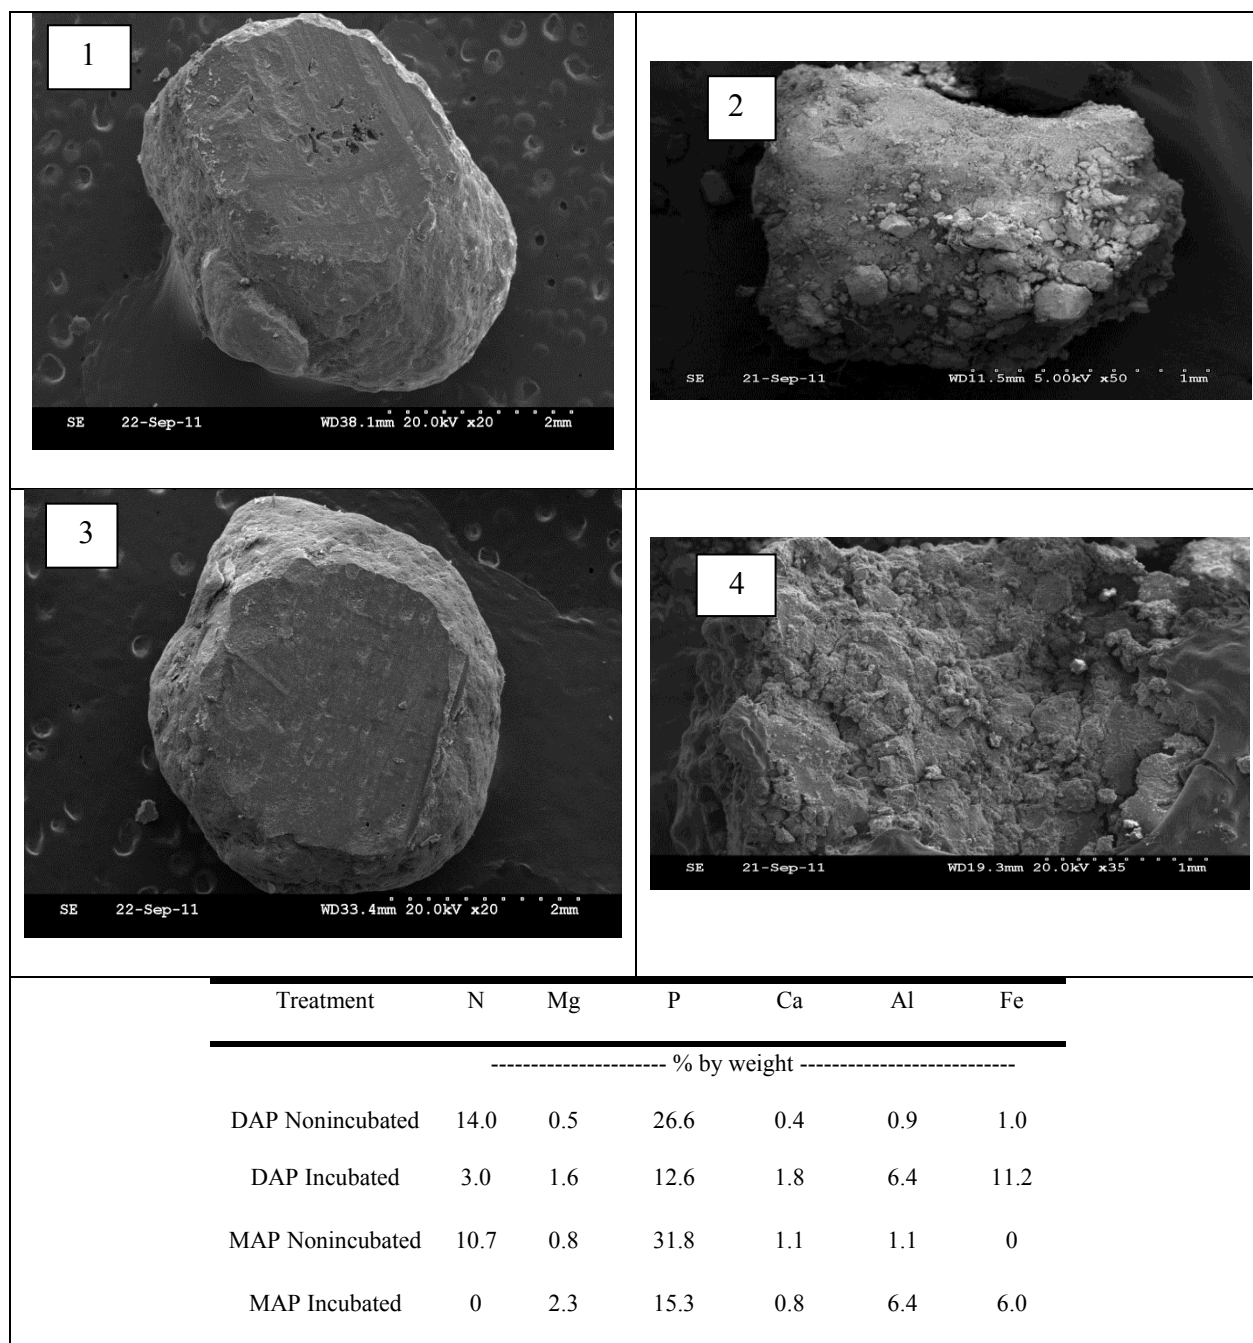 1
SE 22-Sep-11 WD38.1mm 20.0kV x20 2mm
2
SE 21-Sep-11 WD11.5mm 5.00kV x50 1mm
3
SE 22-Sep-11 WD33.4mm 20.0kV x20 2mm
4
SE 21-Sep-11 WD19.3mm 20.0kV x35 1mm
Treatment N Mg P Ca Al Fe
---------------------- % by weight ---------------------------
DAP Nonincubated 14.0 0.5 26.6 0.4 0.9 1.0
DAP Incubated 3.0 1.6 12.6 1.8 6.4 11.2
MAP Nonincubated 10.7 0.8 31.8 1.1 1.1 0
MAP Incubated 0 2.3 15.3 0.8 6.4 6.0